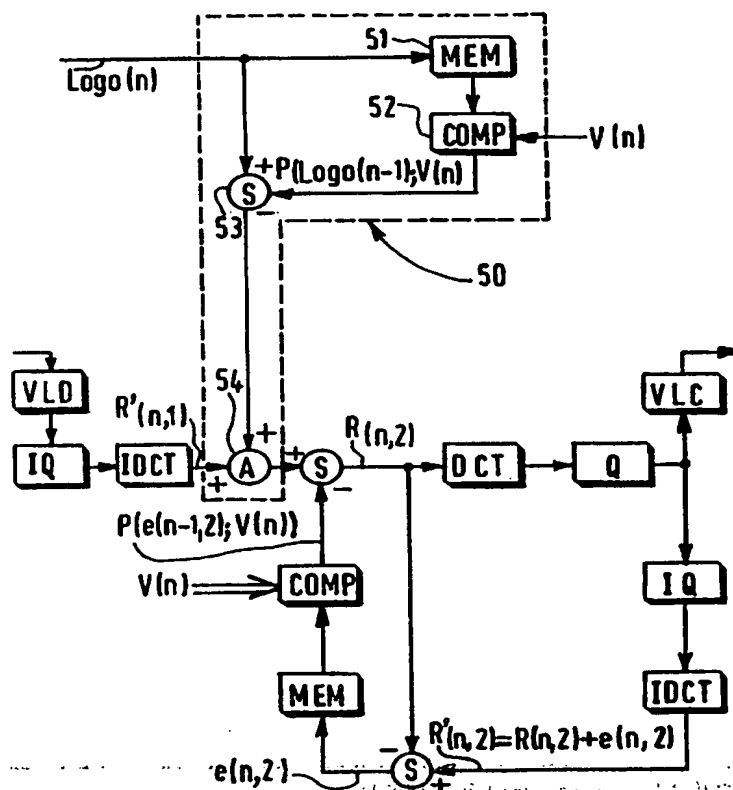 51
MEM
Logo(n)
52
COMP
V(n)
+P(Logo(n-1);V(n)
S
-
53
50
VLD
54
VLC
R'(n,1)
+
+
R(n,2)
IQ
IDCT
+
A
S
-
DCT
Q
P(e(n-1,2);V(n))
V(n)
COMP
IQ
MEM
IDCT
-
R'(n,2)=R(n,2)+e(n,2)
e(n,2)
S
+